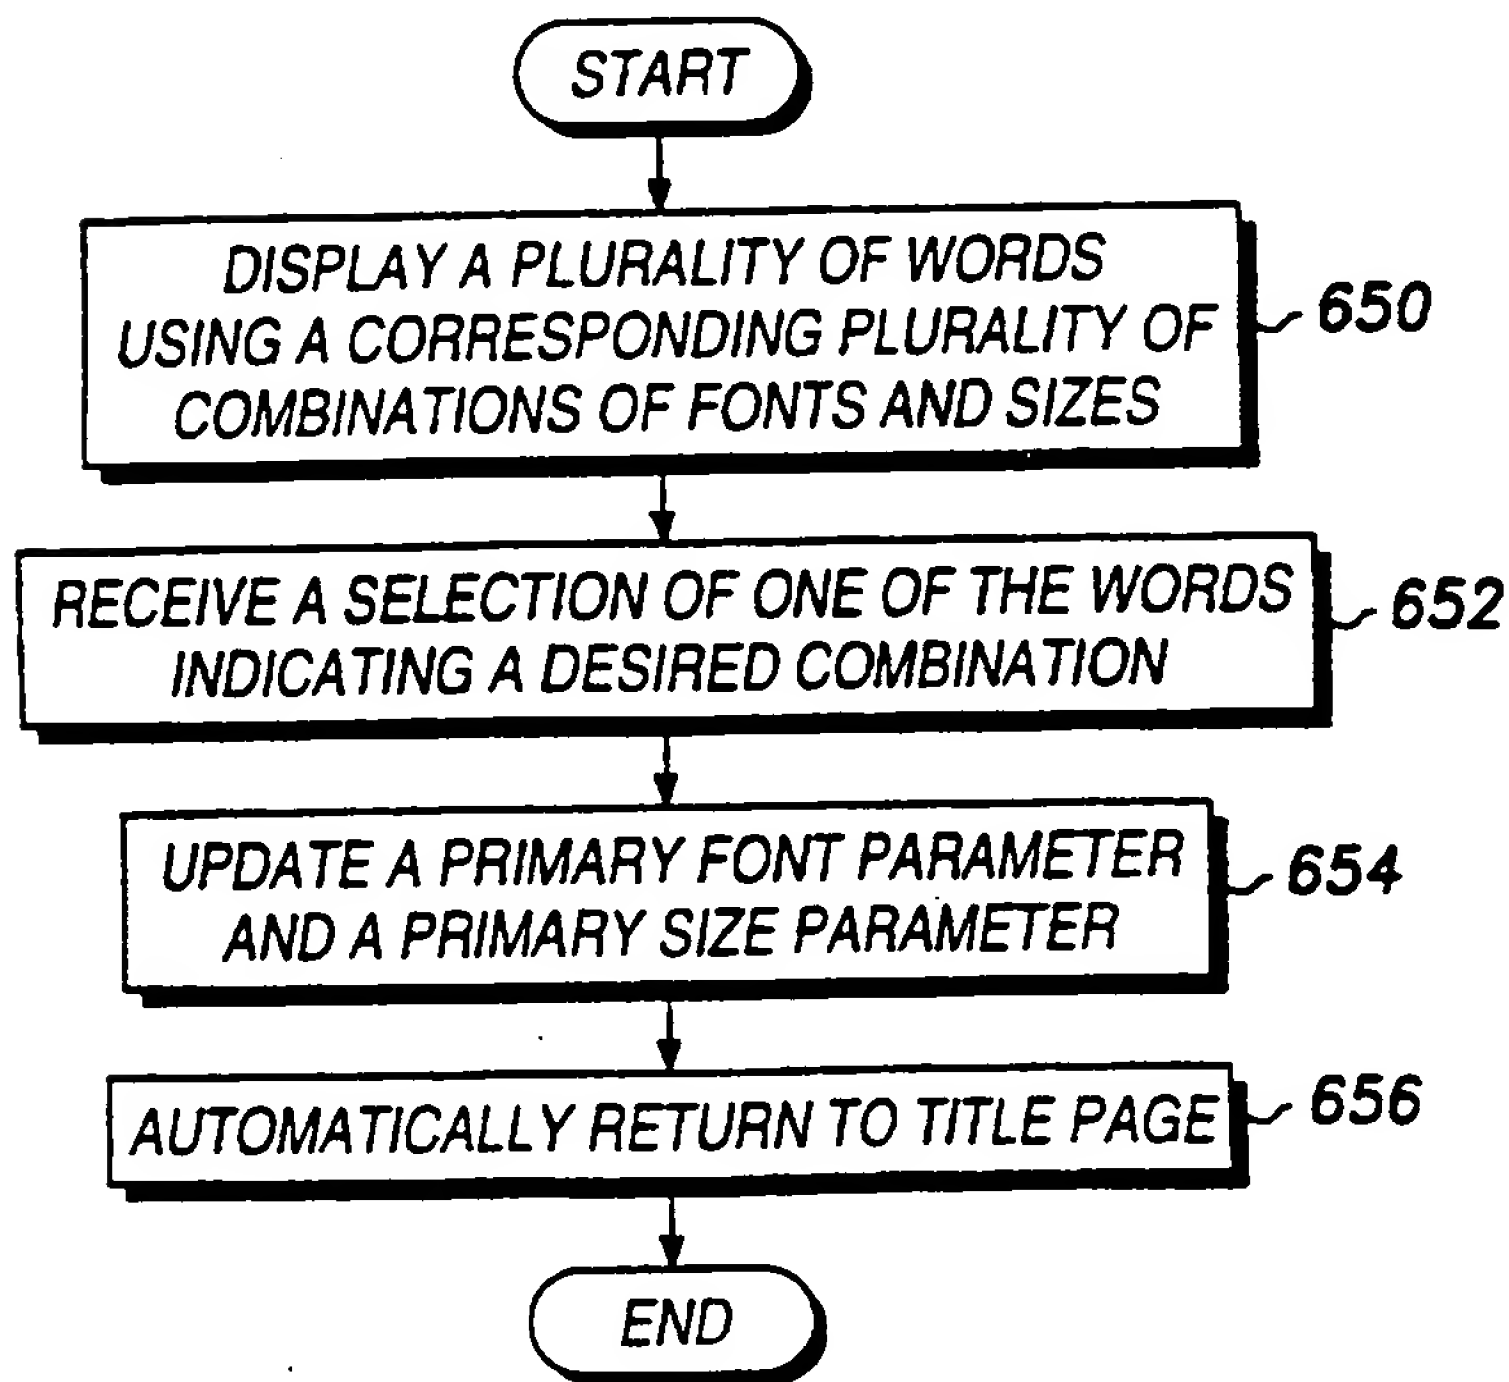 START
DISPLAY A PLURALITY OF WORDS
USING A CORRESPONDING PLURALITY OF
COMBINATIONS OF FONTS AND SIZES
650
RECEIVE A SELECTION OF ONE OF THE WORDS
INDICATING A DESIRED COMBINATION
652
UPDATE A PRIMARY FONT PARAMETER
AND A PRIMARY SIZE PARAMETER
654
AUTOMATICALLY RETURN TO TITLE PAGE
656
END